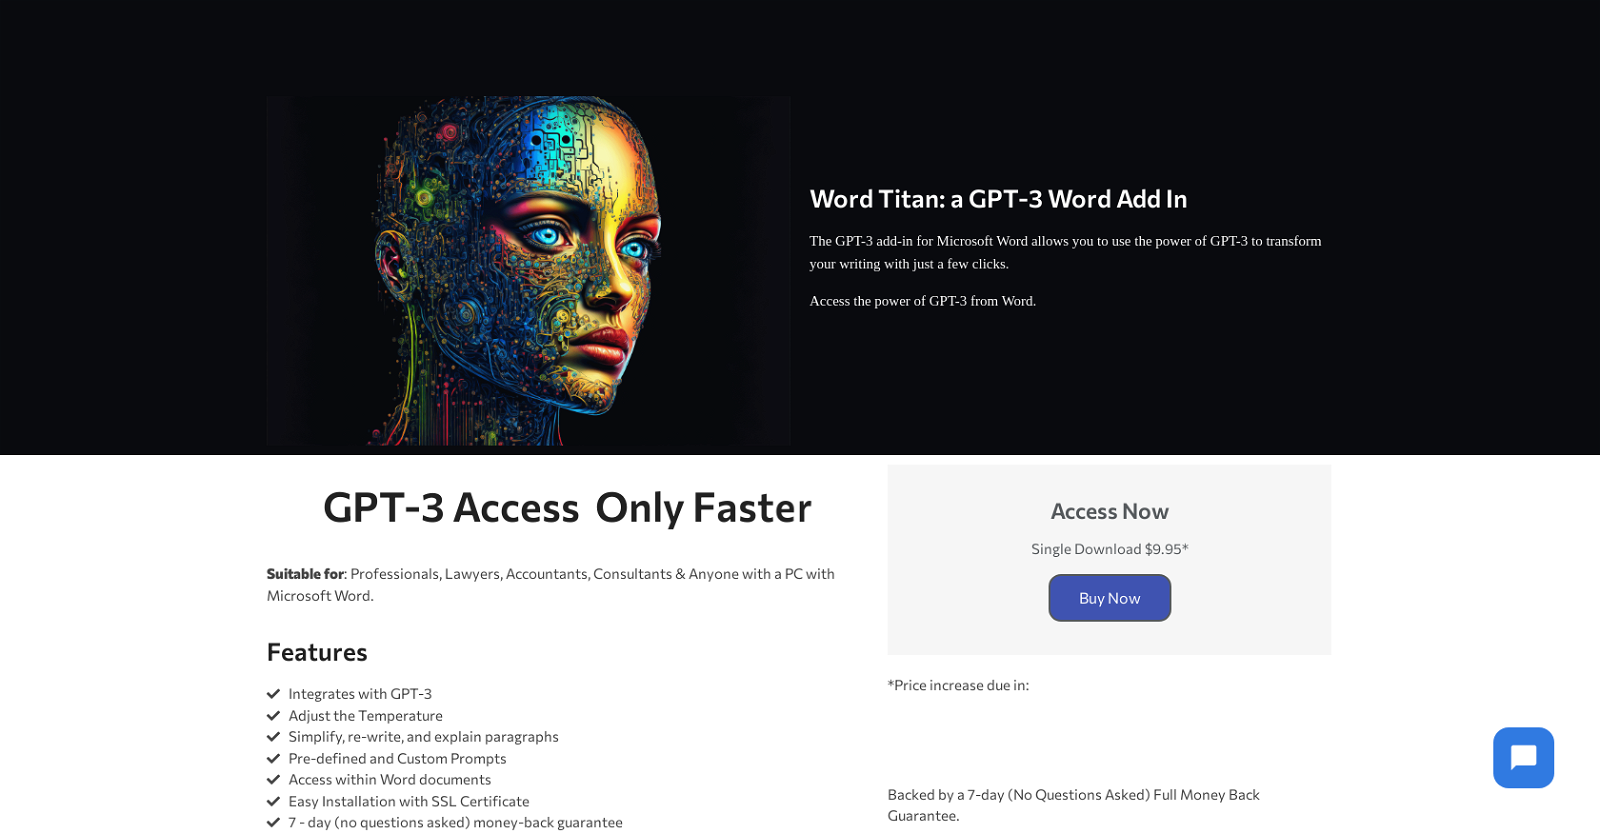 Word Titan: a GPT-3 Word Add In
The GPT-3 add-in for Microsoft Word allows you to use the power of GPT-3 to transform
your writing with just a few clicks.
Access the power of GPT-3 from Word.
GPT-3 Access  Only Faster
Suitable for: Professionals, Lawyers, Accountants, Consultants & Anyone with a PC with
Microsoft Word.
Features
Integrates with GPT-3
Adjust the Temperature
Simplify, re-write, and explain paragraphs
Pre-defined and Custom Prompts
Access within Word documents
Easy Installation with SSL Certificate
7 - day (no questions asked) money-back guarantee
Access Now
Single Download $9.95*
Buy Now
*Price increase due in:
Backed by a 7-day (No Questions Asked) Full Money Back
Guarantee.